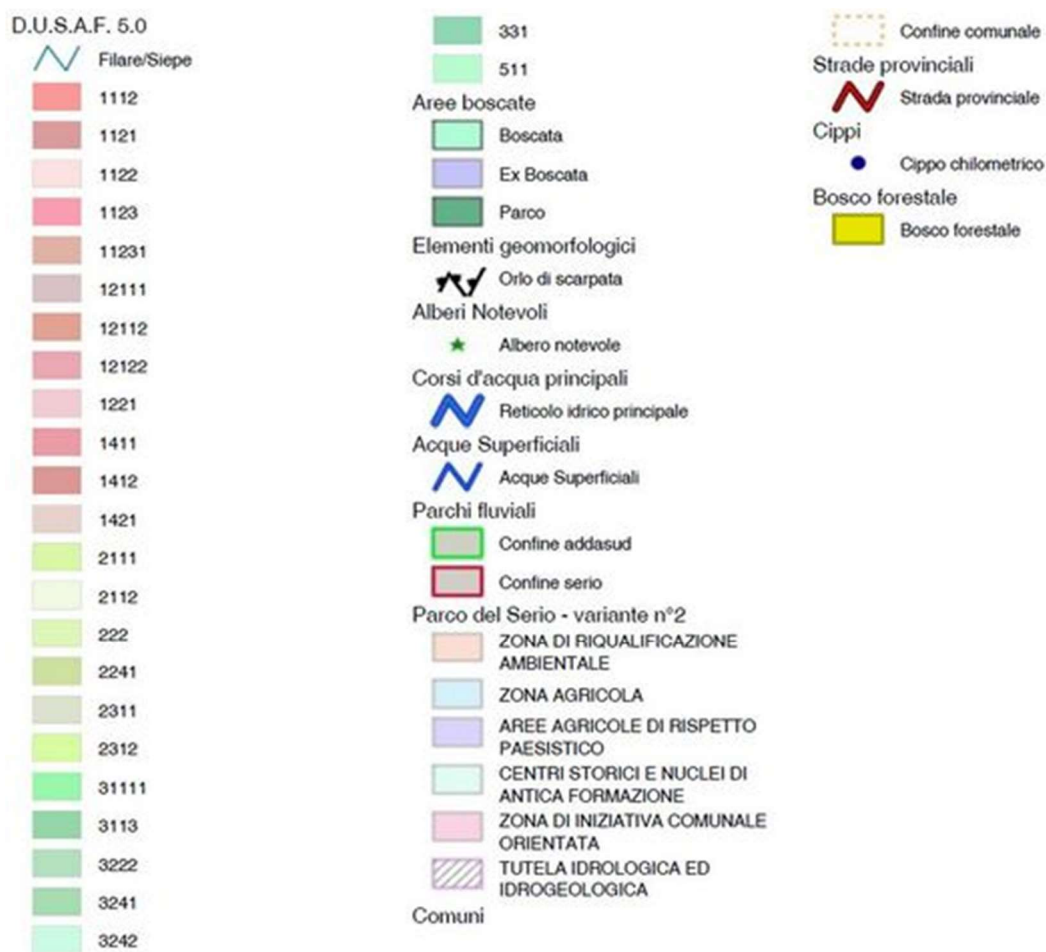 D.U.S.A.F. 5.0
Filare/Siepe
1112
1121
1122
1123
11231
12111
12112
12122
1221
1411
1412
1421
2111
2112
222
2241
2311
2312
31111
3113
3222
3241
3242
331
511
Aree boscate
Boscata
Ex Boscata
Parco
Elementi geomorfologici
Orlo di scarpata
Alberi Notevoli
Albero notevole
Corsi d'acqua principali
Reticolo idrico principale
Acque Superficiali
Acque Superficiali
Parchi fluviali
Confine addasud
Confine serio
Parco del Serio - variante n°2
ZONA DI RIQUALIFICAZIONE
AMBIENTALE
ZONA AGRICOLA
AREE AGRICOLE DI RISPETTO
PAESISTICO
CENTRI STORICI E NUCLEI DI
ANTICA FORMAZIONE
ZONA DI INIZIATIVA COMUNALE
ORIENTATA
TUTELA IDROLOGICA ED
IDROGEOLOGICA
Comuni
Confine comunale
Strade provinciali
Strada provinciale
Cippi
Cippo chilometrico
Bosco forestale
Bosco forestale